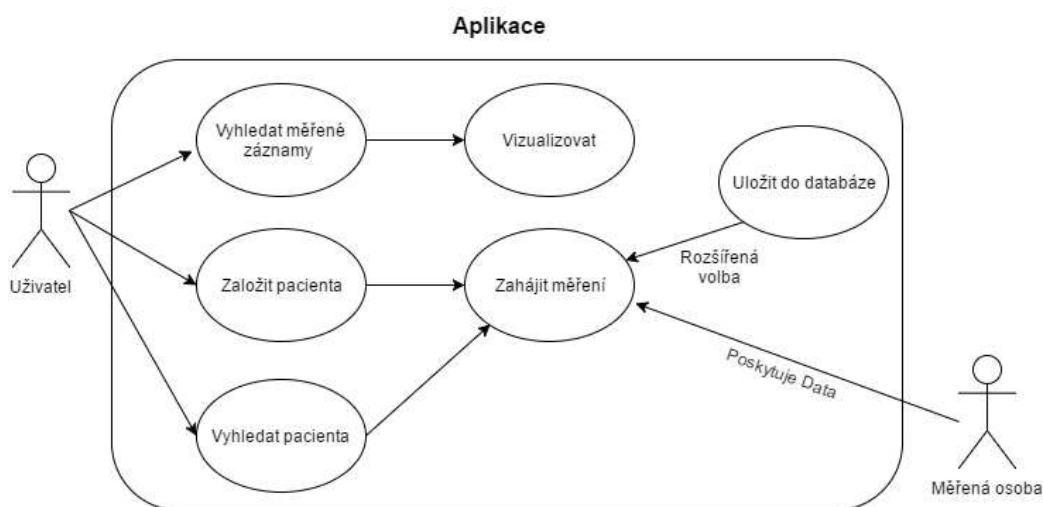 Aplikace
Vyhledat měřené
záznamy
Vizualizovat
Uložit do databáze
Rozšířená
volba
Uživatel
Založit pacienta
Zahájit měření
Poskytuje Data
Vyhledat pacienta
Měřená osoba